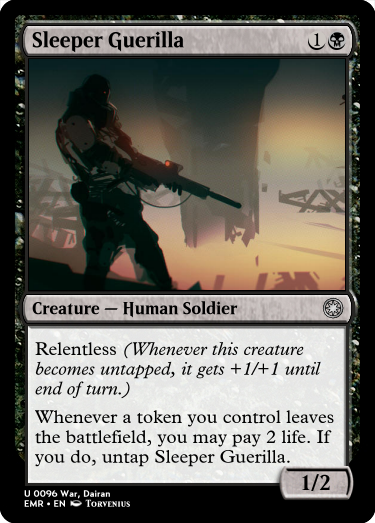 Sleeper Guerilla 1
Creature — Human Soldier
Relentless (Whenever this creature
becomes untapped, it gets +1/+1 until
end of turn.)
Whenever a token you control leaves
the battlefield, you may pay 2 life. If
you do, untap Sleeper Guerilla.
1/2
U 0096 War, Dairan
EMR • EN Torvenius